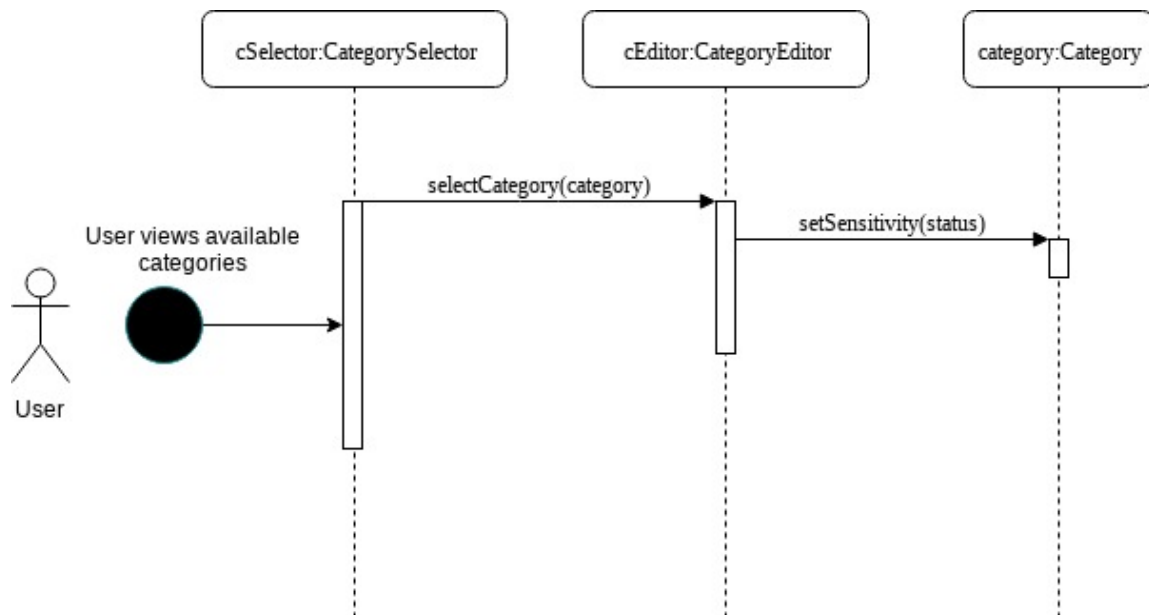 cSelector:CategorySelector
cEditor:CategoryEditor
category:Category
selectCategory(category)
setSensitivity(status)
User views available
categories
User